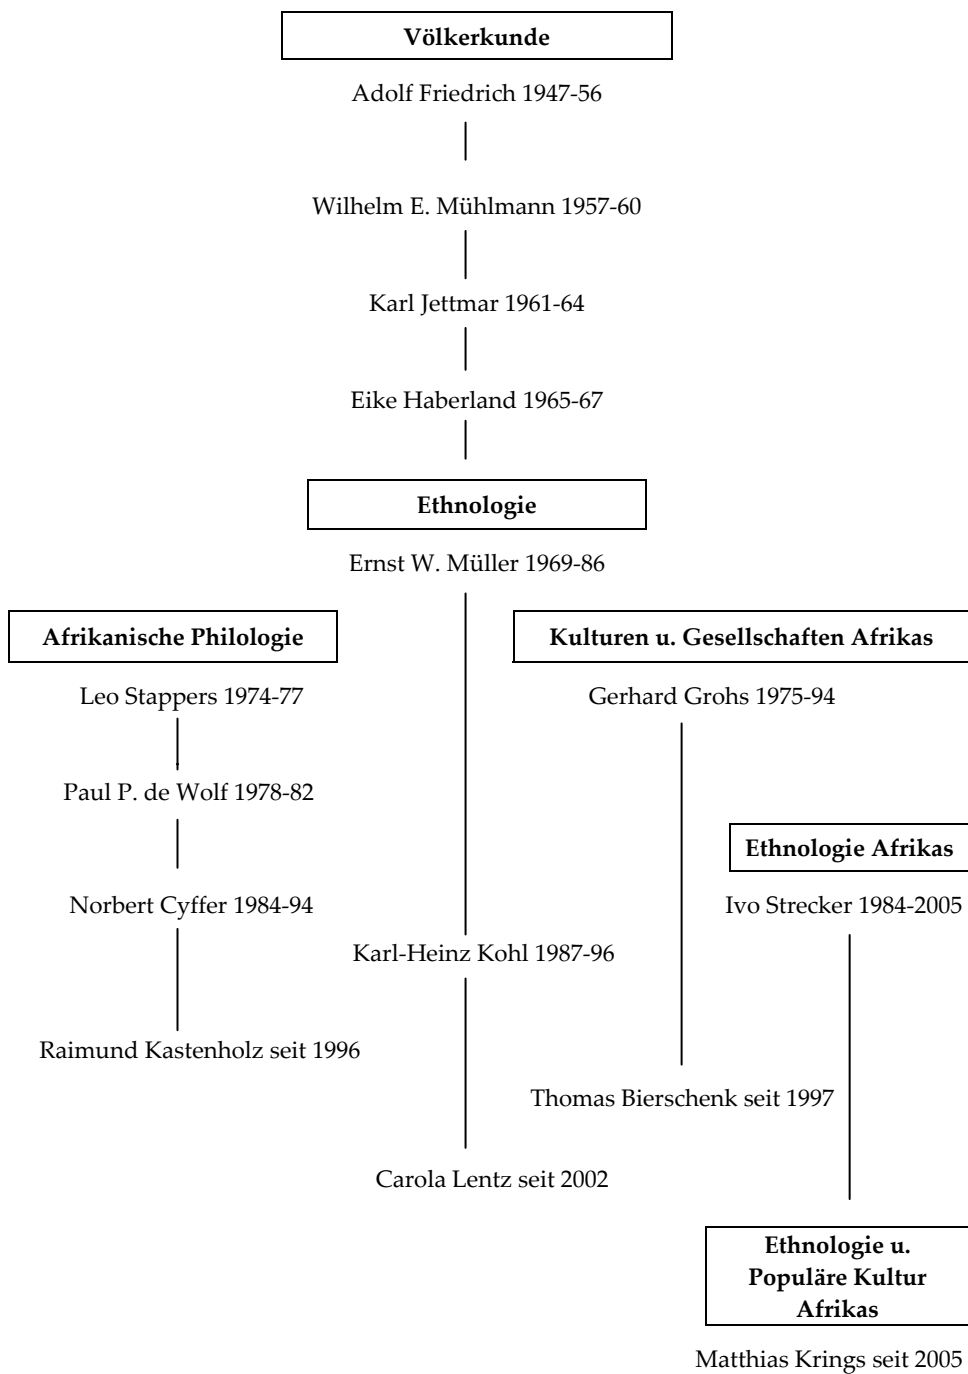 Völkerkunde
Adolf Friedrich 1947-56
Wilhelm E. Mühlmann 1957-60
Karl Jettmar 1961-64
Eike Haberland 1965-67
Ethnologie
Ernst W. Müller 1969-86
Afrikanische Philologie
Kulturen u. Gesellschaften Afrikas
Leo Stappers 1974-77
Gerhard Grohs 1975-94
Paul P. de Wolf 1978-82
Ethnologie Afrikas
Norbert Cyffer 1984-94
Ivo Strecker 1984-2005
Karl-Heinz Kohl 1987-96
Raimund Kastenholz seit 1996
Thomas Bierschenk seit 1997
Carola Lentz seit 2002
Ethnologie u.
Populäre Kultur
Afrikas
Matthias Krings seit 2005